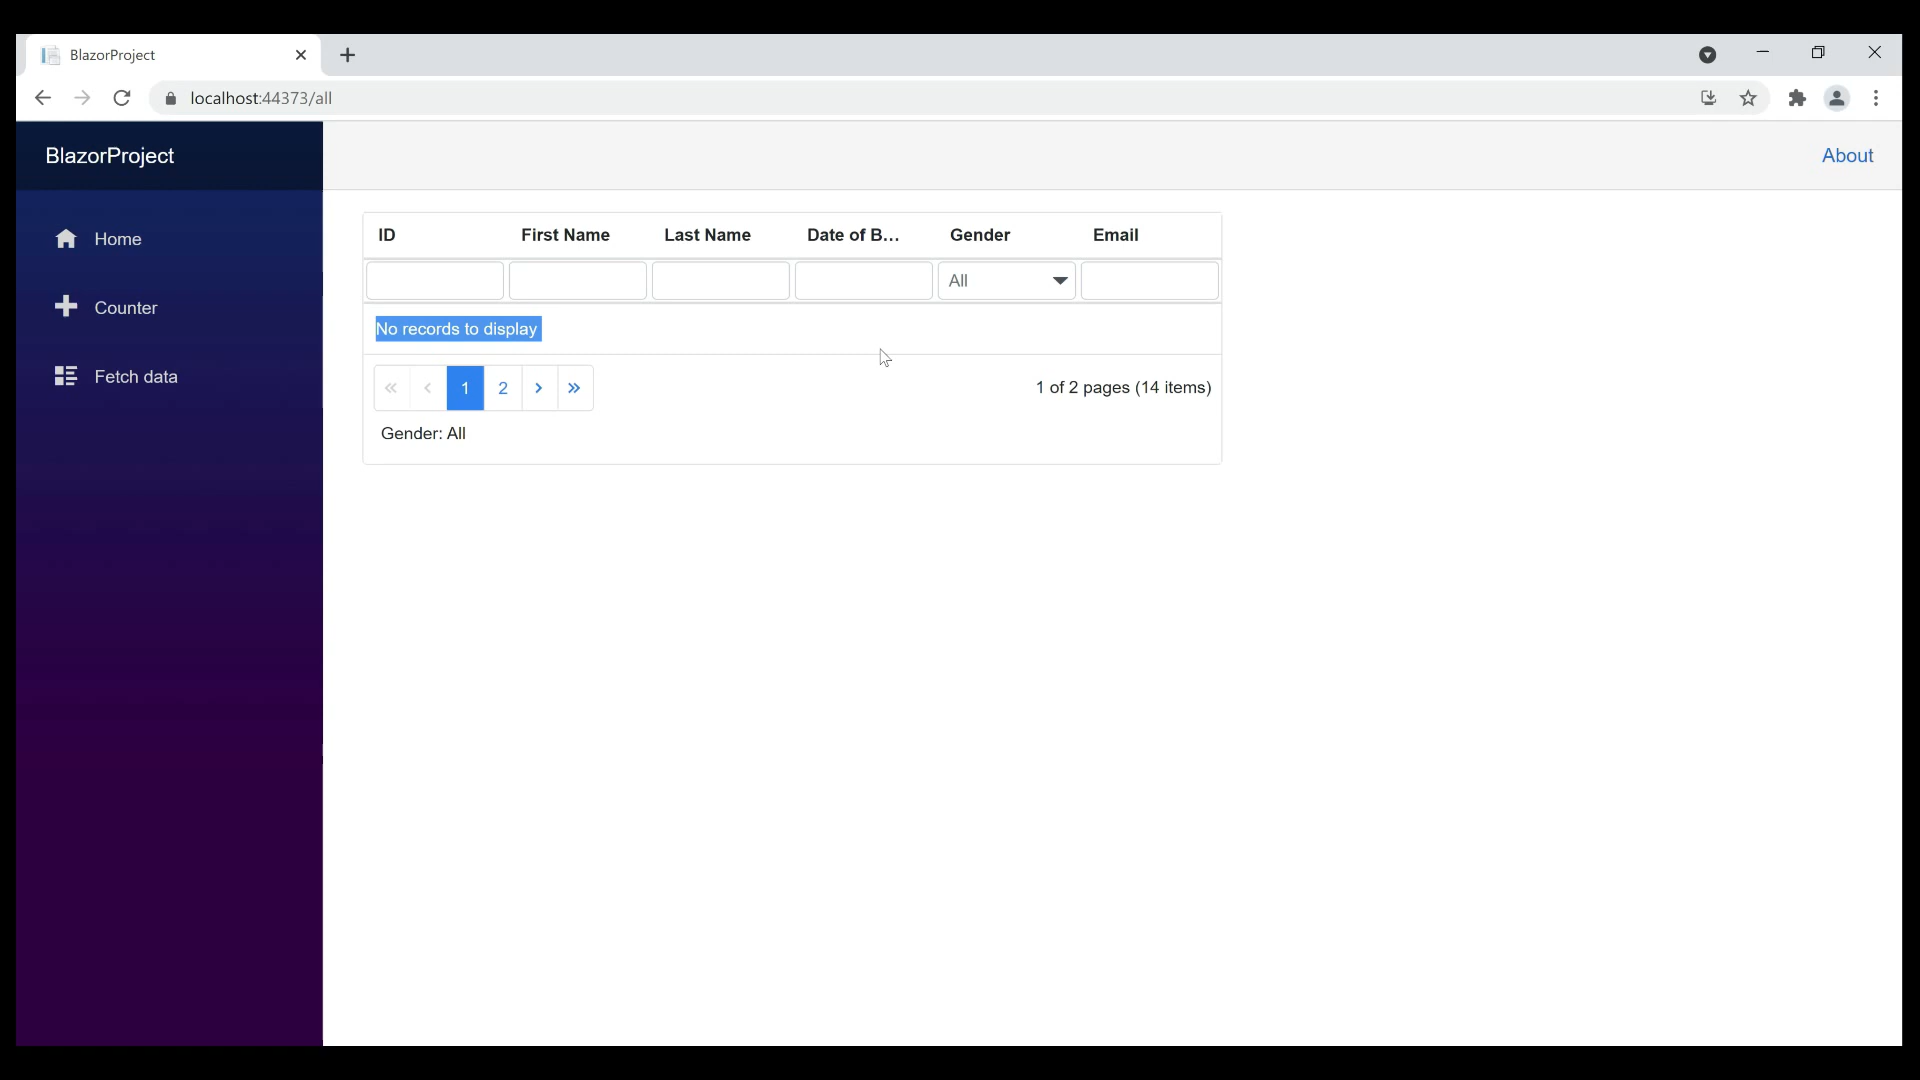 BlazorProject
localhost:44373/all
BlazorProject
About
Home
Counter
Fetch data
ID First Name Last Name Date of B... Gender Email
All
No records to display
« ‹ 1 2 › » 1 of 2 pages (14 items)
Gender: All